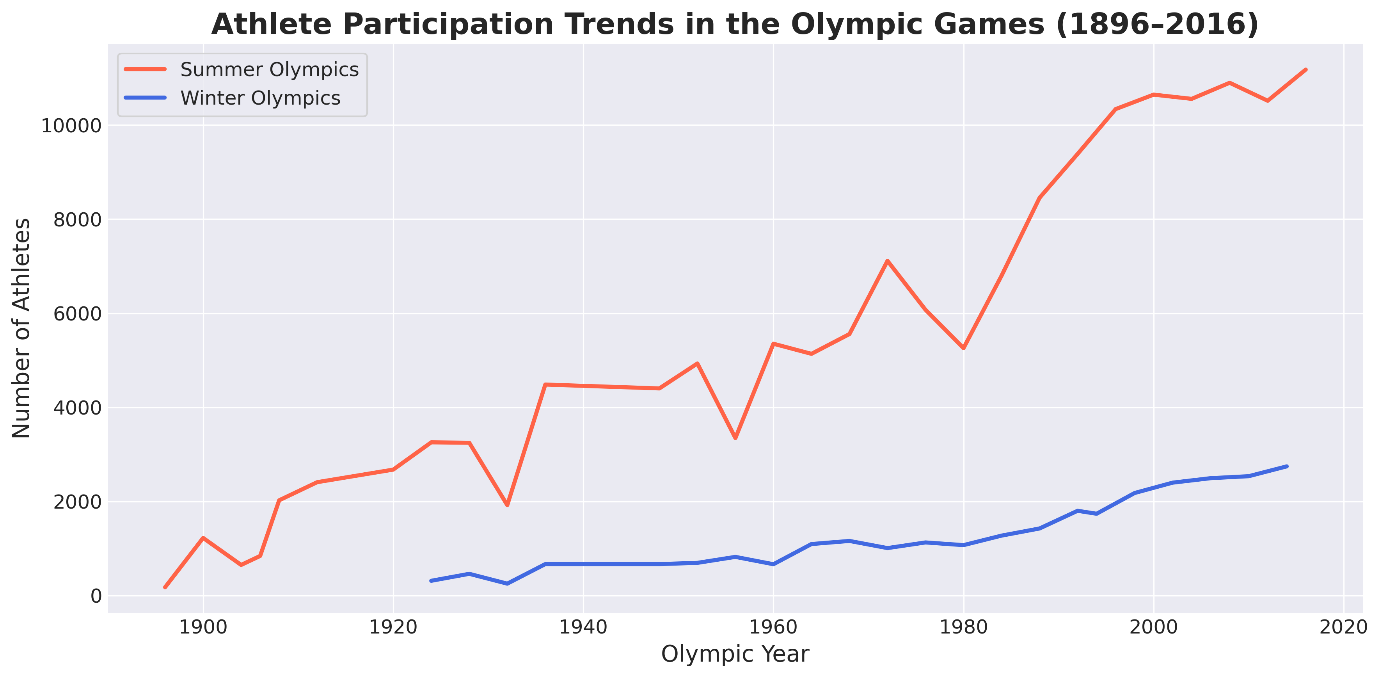 Athlete Participation Trends in the Olympic Games (1896–2016)
Summer Olympics
Winter Olympics
10000
8000
6000
4000
2000
0
Number of Athletes
1900 1920 1940 1960 1980 2000 2020
Olympic Year